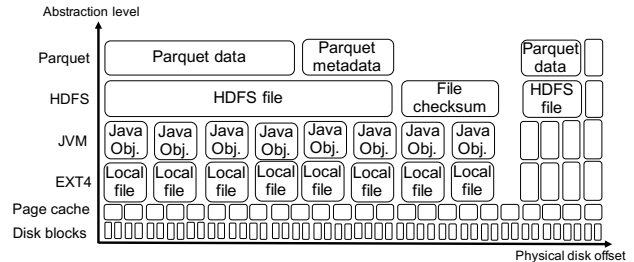 Abstraction level
Parquet
Parquet data
Parquet
metadata
Parquet
data
HDFS
HDFS file
File
checksum
HDFS
file
JVM
Java
Obj.
Java
Obj.
Java
Obj.
Java
Obj.
Java
Obj.
Java
Obj.
Java
Obj.
Java
Obj.
EXT4
Local
file
Local
file
Local
file
Local
file
Local
file
Local
file
Local
file
Local
file
Page cache
Disk blocks
Physical disk offset